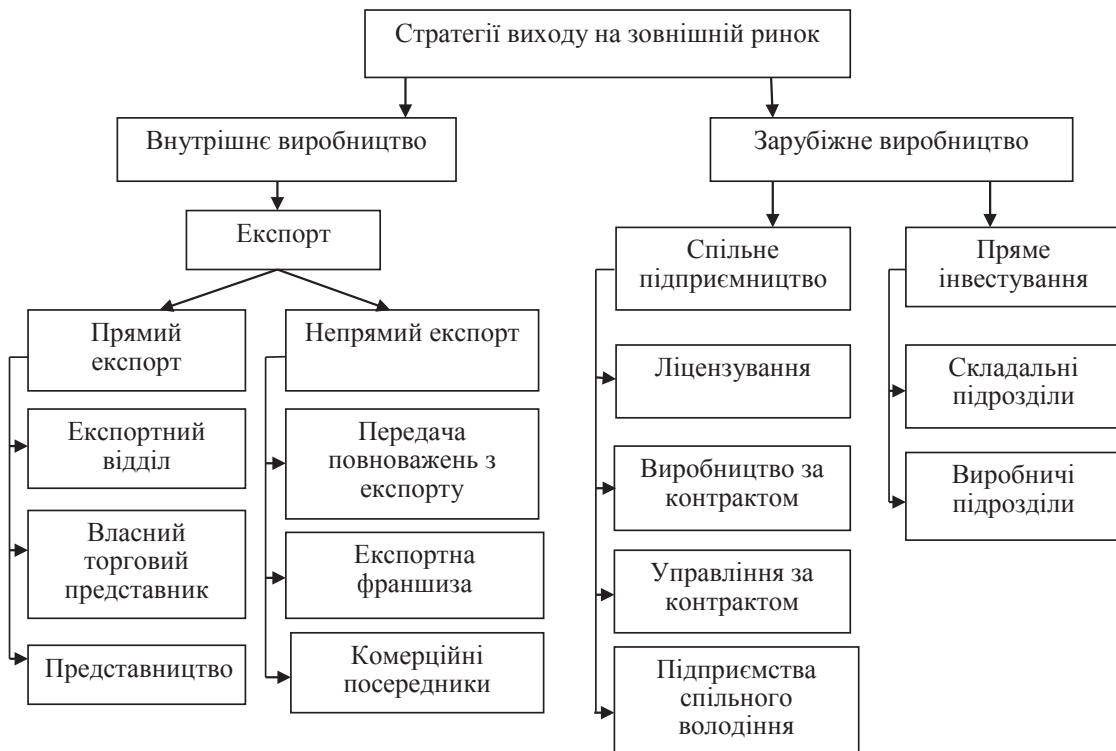 Стратегії виходу на зовнішній ринок
Внутрішнє виробництво
Зарубіжне виробництво
Експорт
Спільне
підприємництво
Пряме
інвестування
Прямий
експорт
Непрямий експорт
Ліцензування
Складальні
підрозділи
Експортний
відділ
Передача
повноважень з
експорту
Виробництво за
контрактом
Виробничі
підрозділи
Власний
торговий
представник
Експортна
франшиза
Управління за
контрактом
Представництво
Комерційні
посередники
Підприємства
спільного
володіння